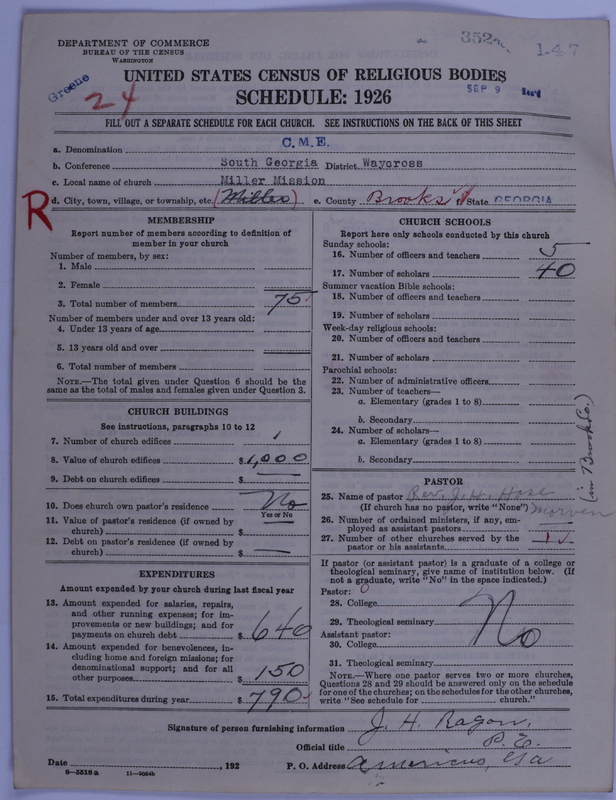 352
147
DEPARTMENT OF COMMERCE
BUREAU OF THE CENSUS
WASHINGTON
Greene
24
UNITED STATES CENSUS OF RELIGIOUS BODIES
SEP 9
SCHEDULE: 1926
FILL OUT A SEPARATE SCHEDULE FOR EACH CHURCH. SEE INSTRUCTIONS ON THE BACK OF THIS SHEET
a. Denomination C.M.E.
b. Conference South Georgia District Waycross
c. Local name of church Miller Mission
R d. City, town, village, or township, etc. (Miller) e. County Brooks f. State GEORGIA
MEMBERSHIP
Report number of members according to definition of
member in your church
Number of members, by sex:
1. Male
2. Female
3. Total number of members 75
Number of members under and over 13 years old:
4. Under 13 years of age
5. 13 years old and over
6. Total number of members
NOTE.—The total given under Question 6 should be the
same as the total of males and females given under Question 3.
CHURCH BUILDINGS
See instructions, paragraphs 10 to 12
7. Number of church edifices 1
8. Value of church edifices $1,000
9. Debt on church edifices $ —
10. Does church own pastor's residence No
Yes or No
11. Value of pastor's residence (if owned by
church) $ —
12. Debt on pastor's residence (if owned by
church) $ —
EXPENDITURES
Amount expended by your church during last fiscal year
13. Amount expended for salaries, repairs,
and other running expenses; for im-
provements or new buildings; and for
payments on church debt $ 640
14. Amount expended for benevolences, in-
cluding home and foreign missions; for
denominational support; and for all
other purposes $ 150
15. Total expenditures during year $ 790
CHURCH SCHOOLS
Report here only schools conducted by this church
Sunday schools:
16. Number of officers and teachers 5
17. Number of scholars 40
Summer vacation Bible schools:
18. Number of officers and teachers
19. Number of scholars
Week-day religious schools:
20. Number of officers and teachers
21. Number of scholars
Parochial schools:
22. Number of administrative officers
23. Number of teachers—
a. Elementary (grades 1 to 8)
b. Secondary
24. Number of scholars—
a. Elementary (grades 1 to 8)
b. Secondary
PASTOR
25. Name of pastor Rev. J. H. Hose
(If church has no pastor, write "None") Morven
(in Brooks Co.)
26. Number of ordained ministers, if any, em-
ployed as assistant pastors
27. Number of other churches served by the
pastor or his assistants 1
If pastor (or assistant pastor) is a graduate of a college or
theological seminary, give name of institution below. (If
not a graduate, write "No" in the space indicated.)
Pastor: 0
28. College
29. Theological seminary No
Assistant pastor:
30. College
31. Theological seminary
NOTE.—Where one pastor serves two or more churches,
Questions 28 and 29 should be answered only on the schedule
for one of the churches; on the schedules for the other churches,
write "See schedule for church."
Signature of person furnishing information J. H. Ragon,
Official title P. E.
Date , 192 P. O. Address Americus, Ga
8—5518a 11—9264b